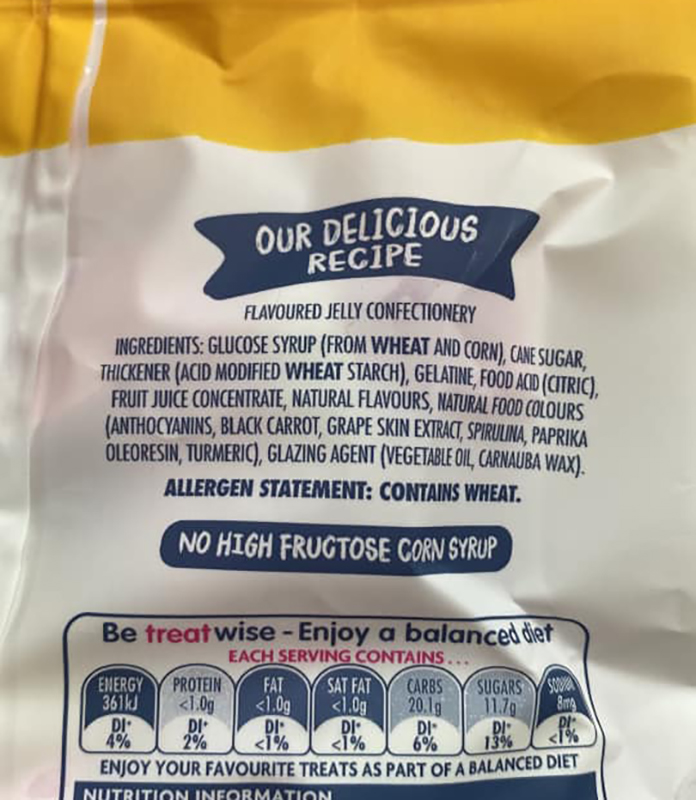 OUR DELICIOUS
RECIPE
FLAVOURED JELLY CONFECTIONERY
INGREDIENTS: GLUCOSE SYRUP (FROM WHEAT AND CORN), CANE SUGAR,
THICKENER (ACID MODIFIED WHEAT STARCH), GELATINE, FOOD ACID (CITRIC),
FRUIT JUICE CONCENTRATE, NATURAL FLAVOURS, NATURAL FOOD COLOURS
(ANTHOCYANINS, BLACK CARROT, GRAPE SKIN EXTRACT, SPIRULINA, PAPRIKA
OLEORESIN, TURMERIC), GLAZING AGENT (VEGETABLE OIL, CARNAUBA WAX).
ALLERGEN STATEMENT: CONTAINS WHEAT.
NO HIGH FRUCTOSE CORN SYRUP
Be treatwise - Enjoy a balanced diet
EACH SERVING CONTAINS...
ENERGY PROTEIN FAT SAT FAT CARBS SUGARS SODIUM
361kJ <1.0g <1.0g <1.0g 20.1g 11.7g 8mg
DI* DI* DI* DI* DI* DI* DI*
4% 2% <1% <1% 6% 13% <1%
ENJOY YOUR FAVOURITE TREATS AS PART OF A BALANCED DIET
NUTRITION INFORMATION